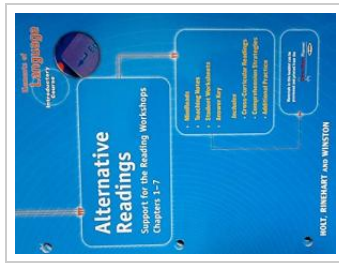 Elements of
Language
Introductory
Course
Alternative
Readings
Support for the Reading Workshops
Chapters 1–7
• Minireads
• Teaching Notes
• Student Worksheets
• Answer Key
Includes
• Cross-Curricular Readings
• Comprehension Strategies
• Additional Practice
HOLT, RINEHART AND WINSTON